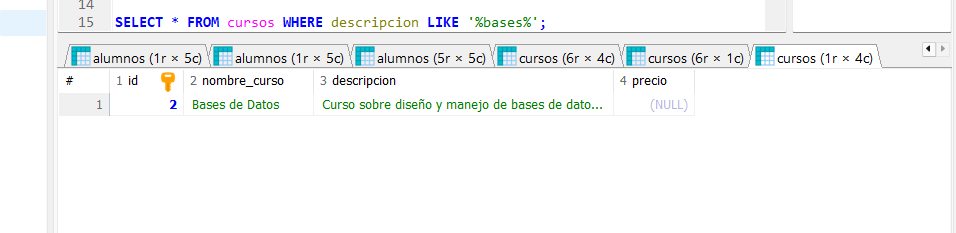 14
15 SELECT * FROM cursos WHERE descripcion LIKE '%bases%';
alumnos (1r × 5c) alumnos (1r × 5c) alumnos (5r × 5c) cursos (6r × 4c) cursos (6r × 1c) cursos (1r × 4c)
# 1 id 2 nombre_curso 3 descripcion 4 precio
1 2 Bases de Datos Curso sobre diseño y manejo de bases de dato... (NULL)